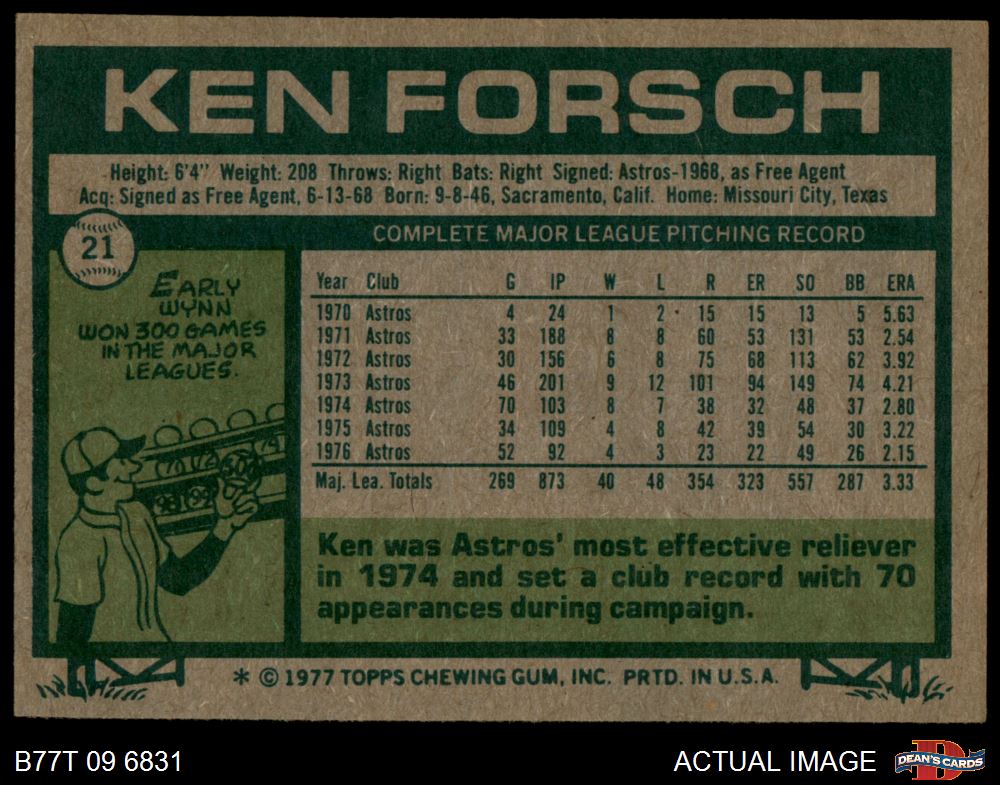 KEN FORSCH
Height: 6'4" Weight: 208 Throws: Right Bats: Right Signed: Astros-1968, as Free Agent
Acq: Signed as Free Agent, 6-13-68 Born: 9-8-46, Sacramento, Calif. Home: Missouri City, Texas
21
EARLY
WYNN
WON 300 GAMES
IN THE MAJOR
LEAGUES.
COMPLETE MAJOR LEAGUE PITCHING RECORD
Year Club G IP W L R ER SO BB ERA
1970 Astros 4 24 1 2 15 15 13 5 5.63
1971 Astros 33 188 8 8 60 53 131 53 2.54
1972 Astros 30 156 6 8 75 68 113 62 3.92
1973 Astros 46 201 9 12 101 94 149 74 4.21
1974 Astros 70 103 8 7 38 32 48 37 2.80
1975 Astros 34 109 4 8 42 39 54 30 3.22
1976 Astros 52 92 4 3 23 22 49 26 2.15
Maj. Lea. Totals 269 873 40 48 354 323 557 287 3.33
Ken was Astros' most effective reliever
in 1974 and set a club record with 70
appearances during campaign.
* © 1977 TOPPS CHEWING GUM, INC. PRTD. IN U.S.A.
B77T 09 6831
ACTUAL IMAGE
D
DEAN'S CARDS